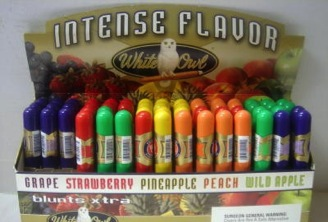 INTENSE FLAVOR
White Owl
GRAPE STRAWBERRY PINEAPPLE PEACH WILD APPLE
blunts xtra
SURGEON GENERAL WARNING